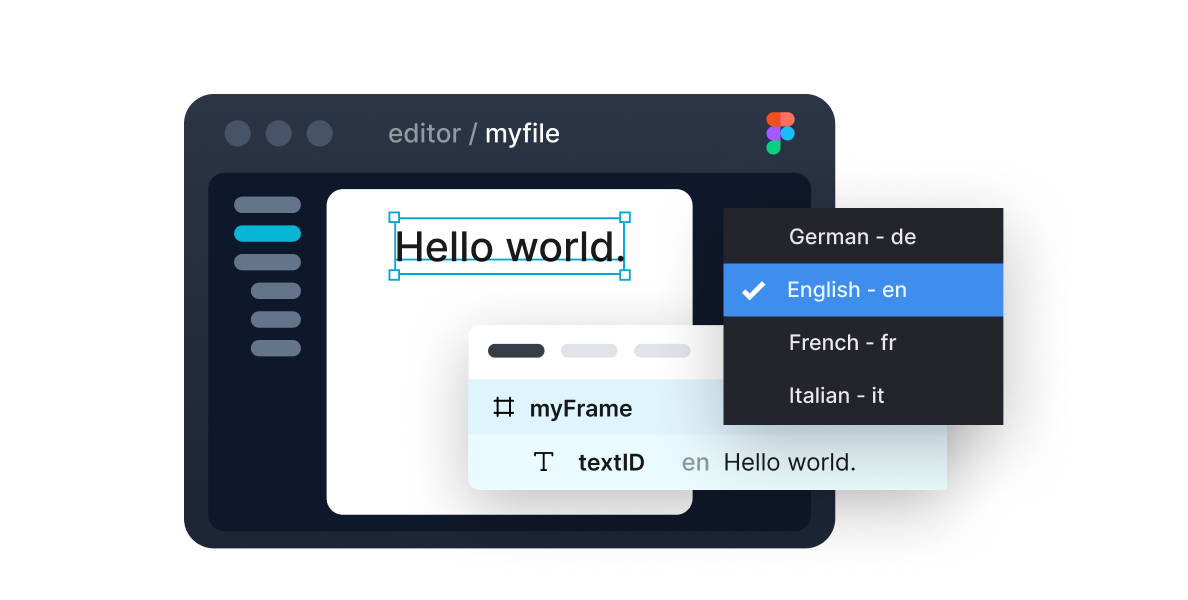 editor / myfile
Hello world.
German - de
English - en
French - fr
Italian - it
myFrame
textID en Hello world.